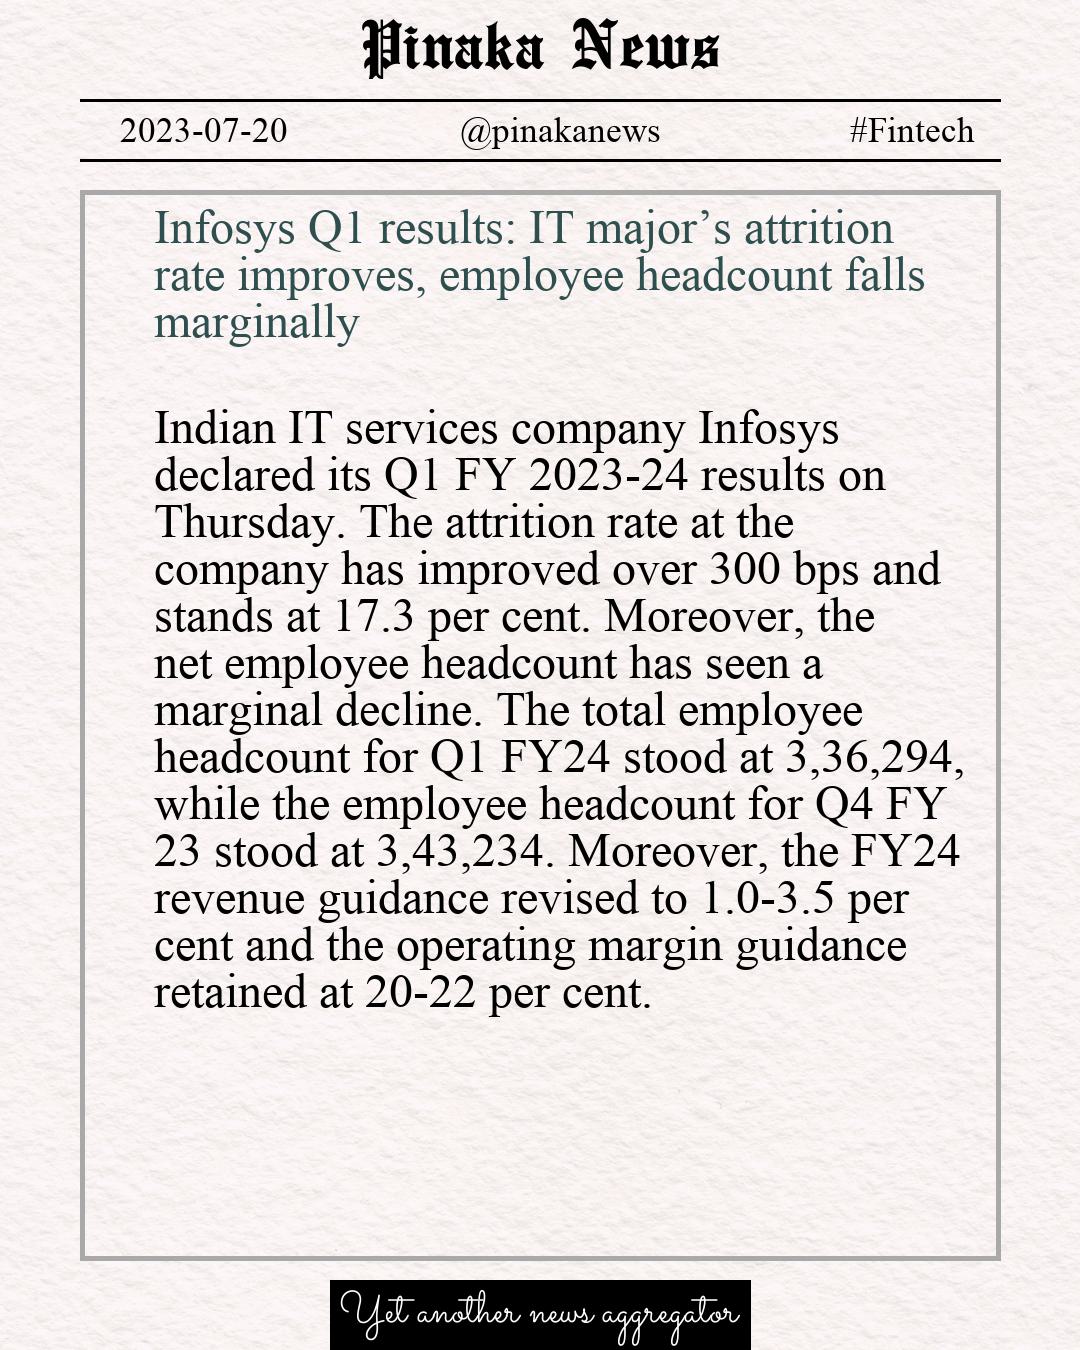 Pinaka News
2023-07-20 @pinakanews #Fintech
Infosys Q1 results: IT major’s attrition
rate improves, employee headcount falls
marginally
Indian IT services company Infosys
declared its Q1 FY 2023-24 results on
Thursday. The attrition rate at the
company has improved over 300 bps and
stands at 17.3 per cent. Moreover, the
net employee headcount has seen a
marginal decline. The total employee
headcount for Q1 FY24 stood at 3,36,294,
while the employee headcount for Q4 FY
23 stood at 3,43,234. Moreover, the FY24
revenue guidance revised to 1.0-3.5 per
cent and the operating margin guidance
retained at 20-22 per cent.
Yet another news aggregator